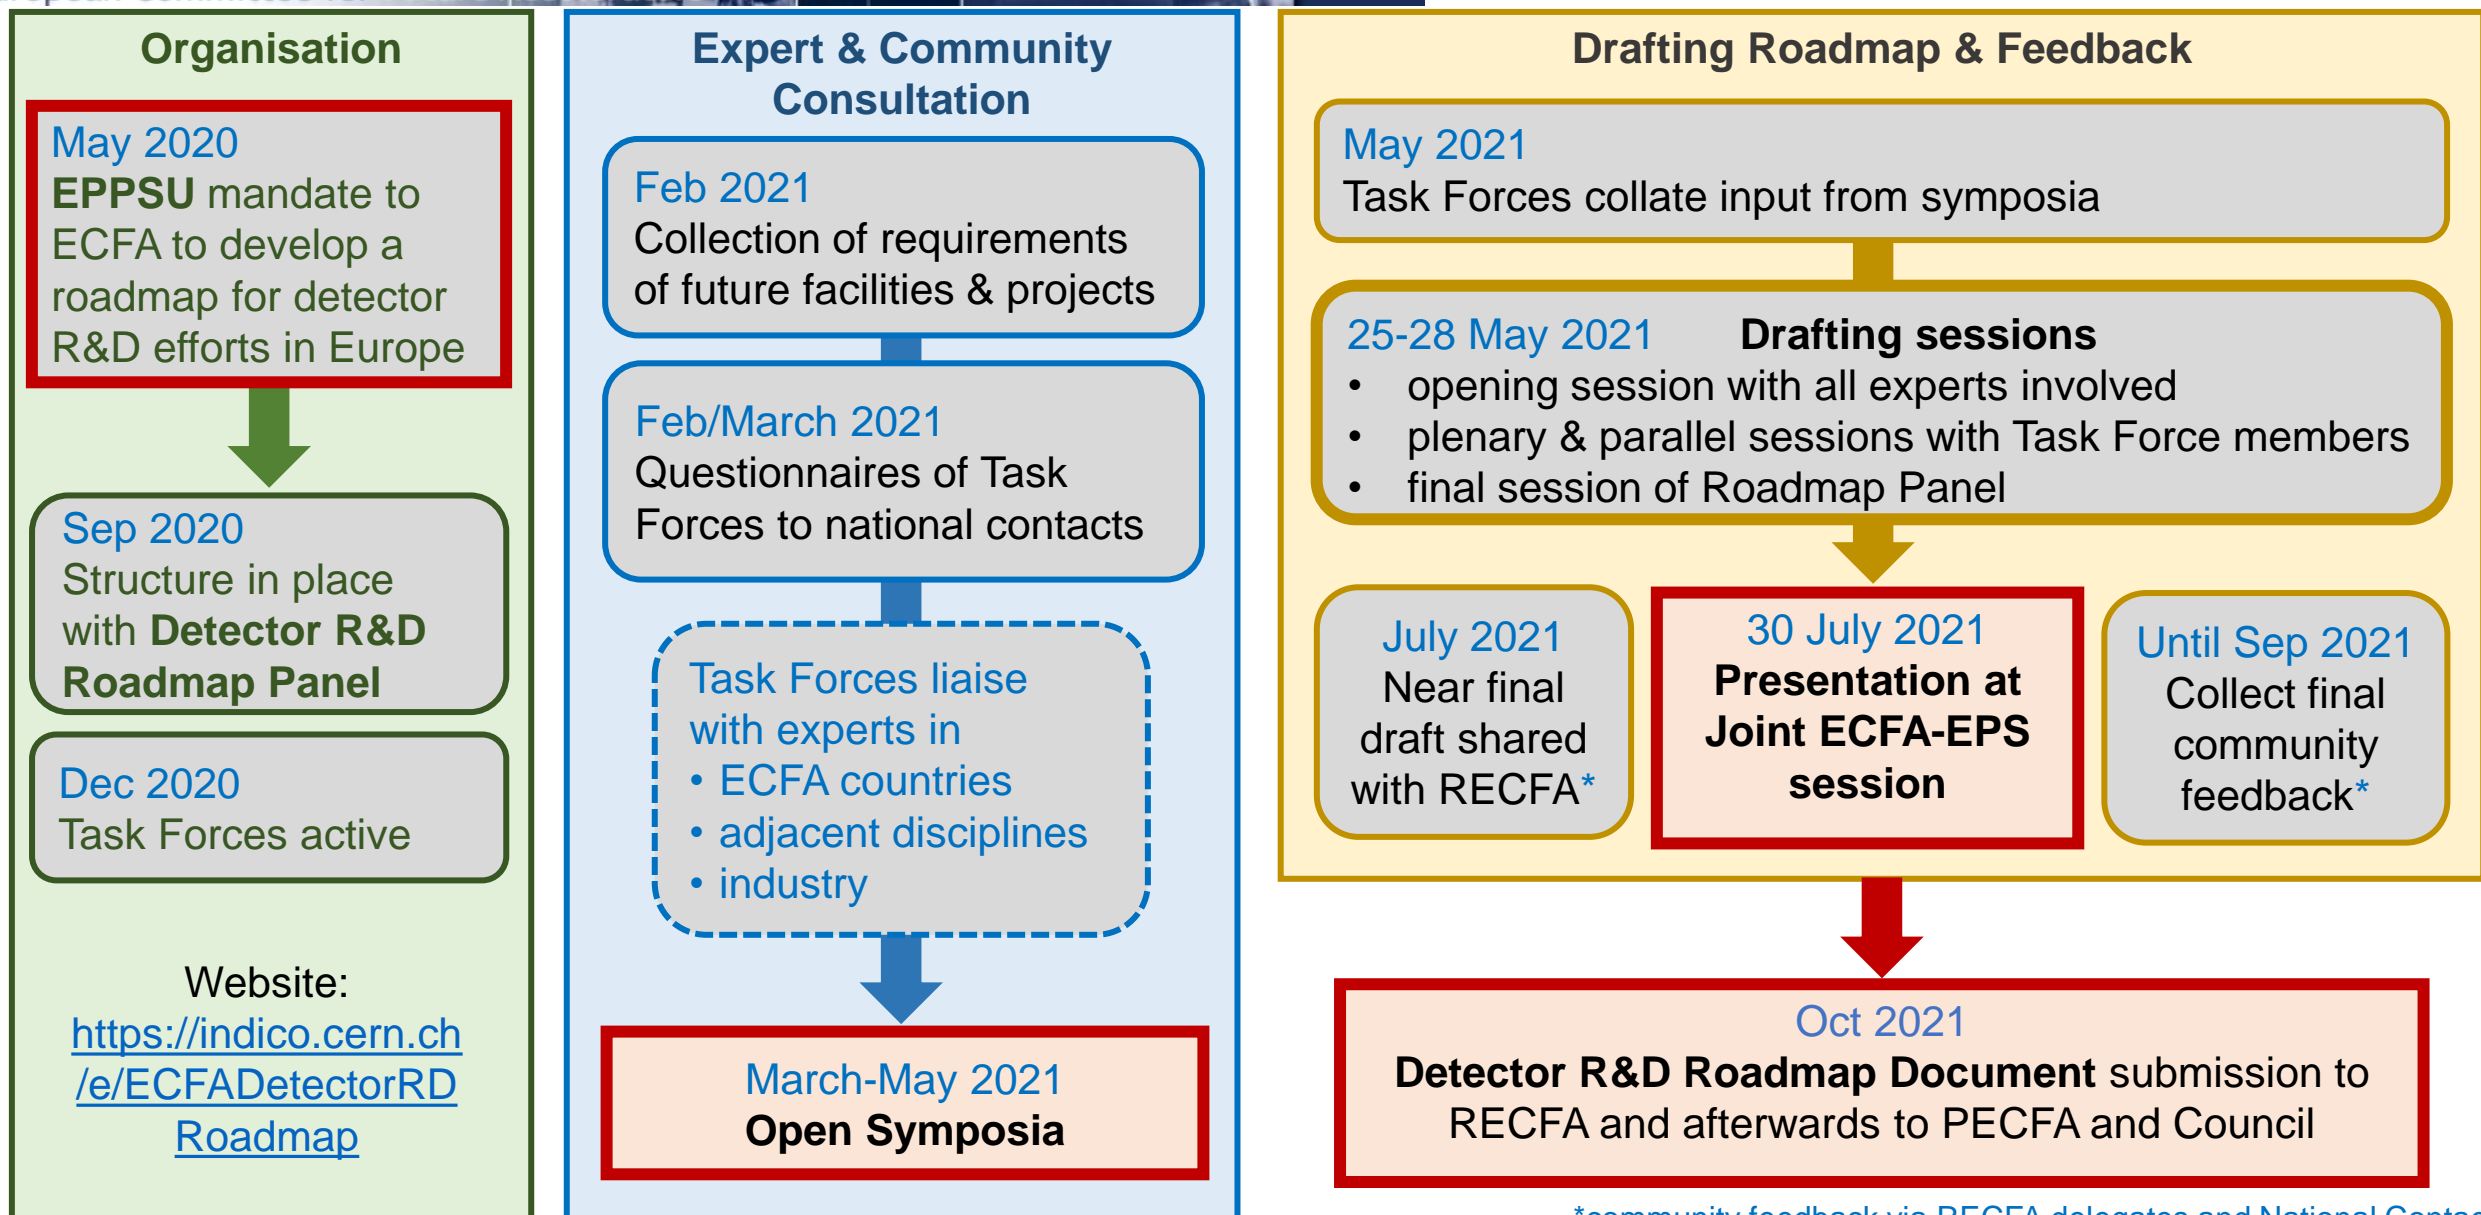 Organisation
May 2020
EPPSU mandate to
ECFA to develop a
roadmap for detector
R&D efforts in Europe
Sep 2020
Structure in place
with Detector R&D
Roadmap Panel
Dec 2020
Task Forces active
Website:
https://indico.cern.ch
/e/ECFADetectorRD
Roadmap
Expert & Community
Consultation
Feb 2021
Collection of requirements
of future facilities & projects
Feb/March 2021
Questionnaires of Task
Forces to national contacts
Task Forces liaise
with experts in
• ECFA countries
• adjacent disciplines
• industry
March-May 2021
Open Symposia
Drafting Roadmap & Feedback
May 2021
Task Forces collate input from symposia
25-28 May 2021 Drafting sessions
• opening session with all experts involved
• plenary & parallel sessions with Task Force members
• final session of Roadmap Panel
July 2021
Near final
draft shared
with RECFA*
30 July 2021
Presentation at
Joint ECFA-EPS
session
Until Sep 2021
Collect final
community
feedback*
Oct 2021
Detector R&D Roadmap Document submission to
RECFA and afterwards to PECFA and Council
*community feedback via RECFA delegates and National